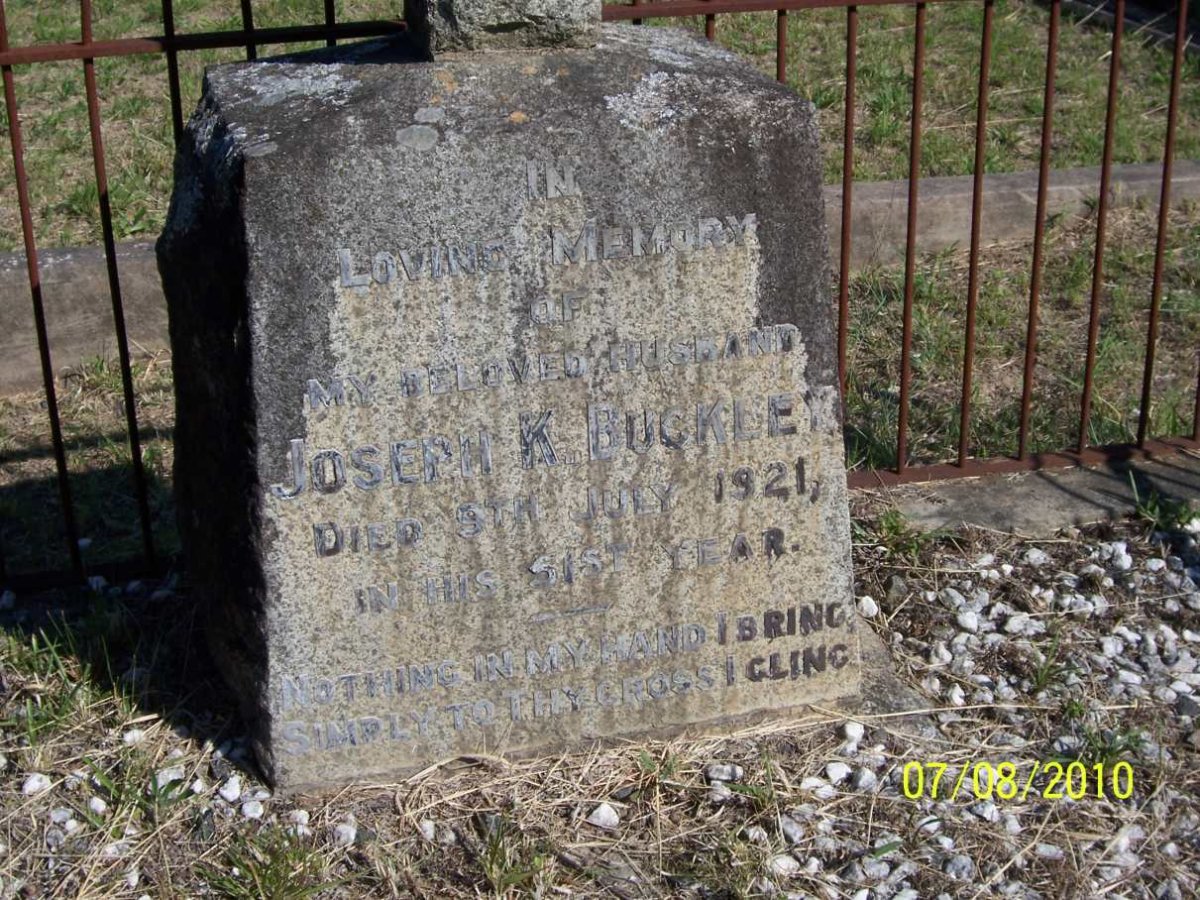 IN
LOVING MEMORY
OF
MY BELOVED HUSBAND
JOSEPH K. BUCKLEY
DIED 9TH JULY 1921,
IN HIS 51ST YEAR.
NOTHING IN MY HAND I BRING,
SIMPLY TO THY CROSS I CLING
07/08/2010